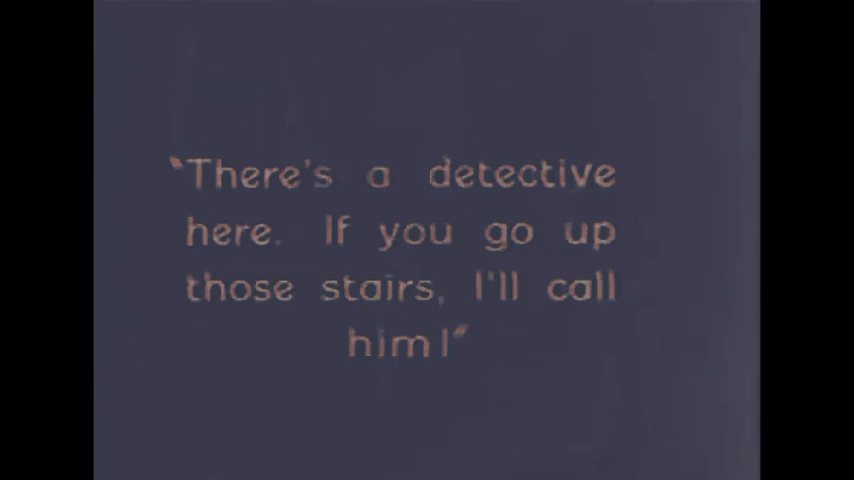 "There's a detective
here. If you go up
those stairs, I'll call
him!"